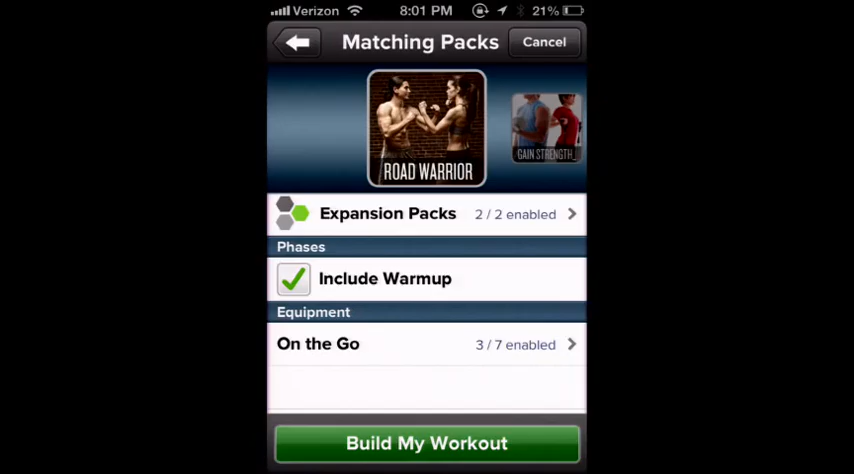 Verizon 8:01 PM 21%
Matching Packs Cancel
ROAD WARRIOR
GAIN STRENGTH
Expansion Packs 2 / 2 enabled
Phases
Include Warmup
Equipment
On the Go 3 / 7 enabled
Build My Workout